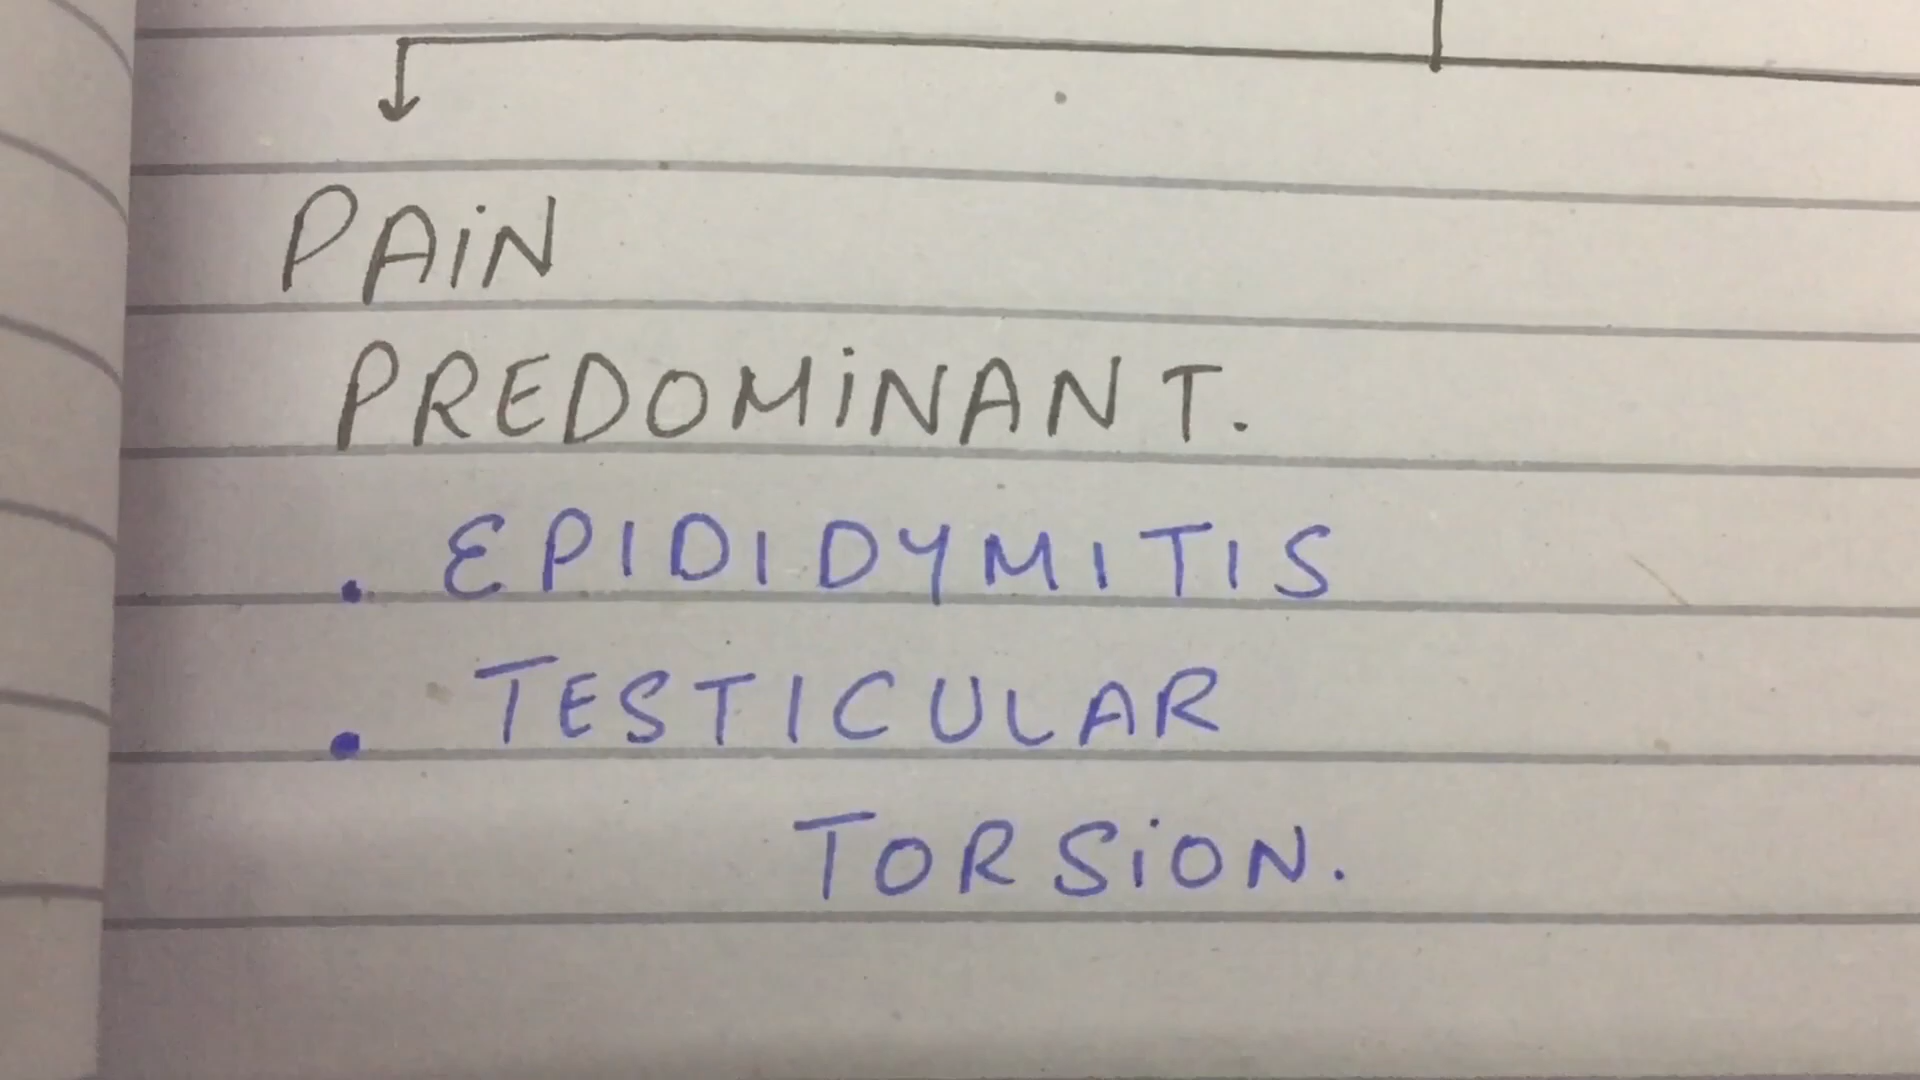 PAiN
PREDOMiNANT.
. EPIDIDYMITIS
. TESTICULAR
TORSiON.